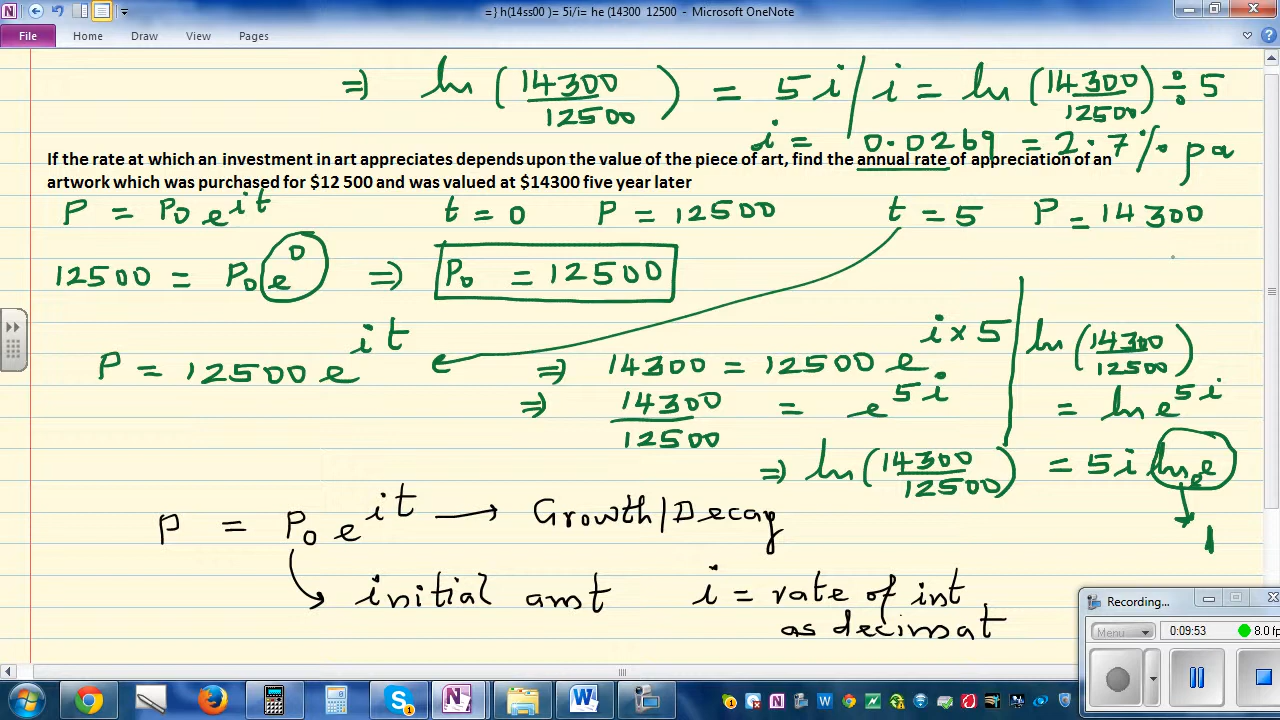 =} h(14ss00 )= 5i/i= he (14300 12500 - Microsoft OneNote
File Home Draw View Pages
⇒ ln (14300/12500) = 5i / i = ln (14300/12500) ÷ 5
i = 0.0269 = 2.7% pa
If the rate at which an investment in art appreciates depends upon the value of the piece of art, find the annual rate of appreciation of an
artwork which was purchased for $12 500 and was valued at $14300 five year later
P = P₀ e^it t = 0 P = 12500 t = 5 P = 14300
12500 = P₀ e^0 ⇒ P₀ = 12500
P = 12500 e^it ⇒ 14300 = 12500 e^i×5
⇒ 14300/12500 = e^5i
ln (14300/12500)
= ln e^5i
⇒ ln (14300/12500) = 5i lnₑe
1
P = P₀ e^it → Growth/Decay
initial amt i = rate of int
as decimat
Recording...
Menu 0:09:53 8.0 fp